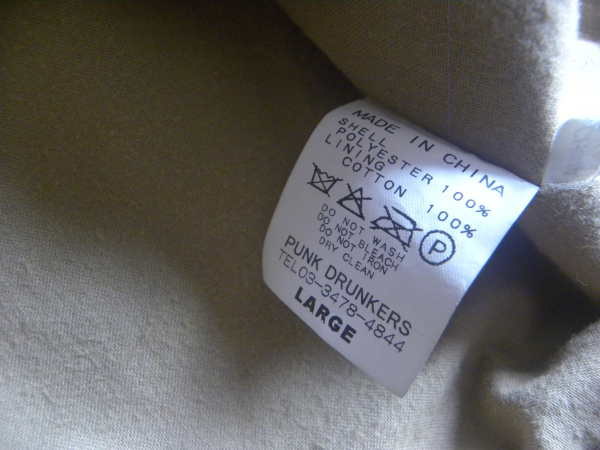 MADE IN CHINA
SHELL
POLYESTER 100%
LINING
COTTON 100%
P
DO NOT WASH
DO NOT BLEACH
DO NOT IRON
DRY CLEAN
PUNK DRUNKERS
TEL03-3478-4844
LARGE